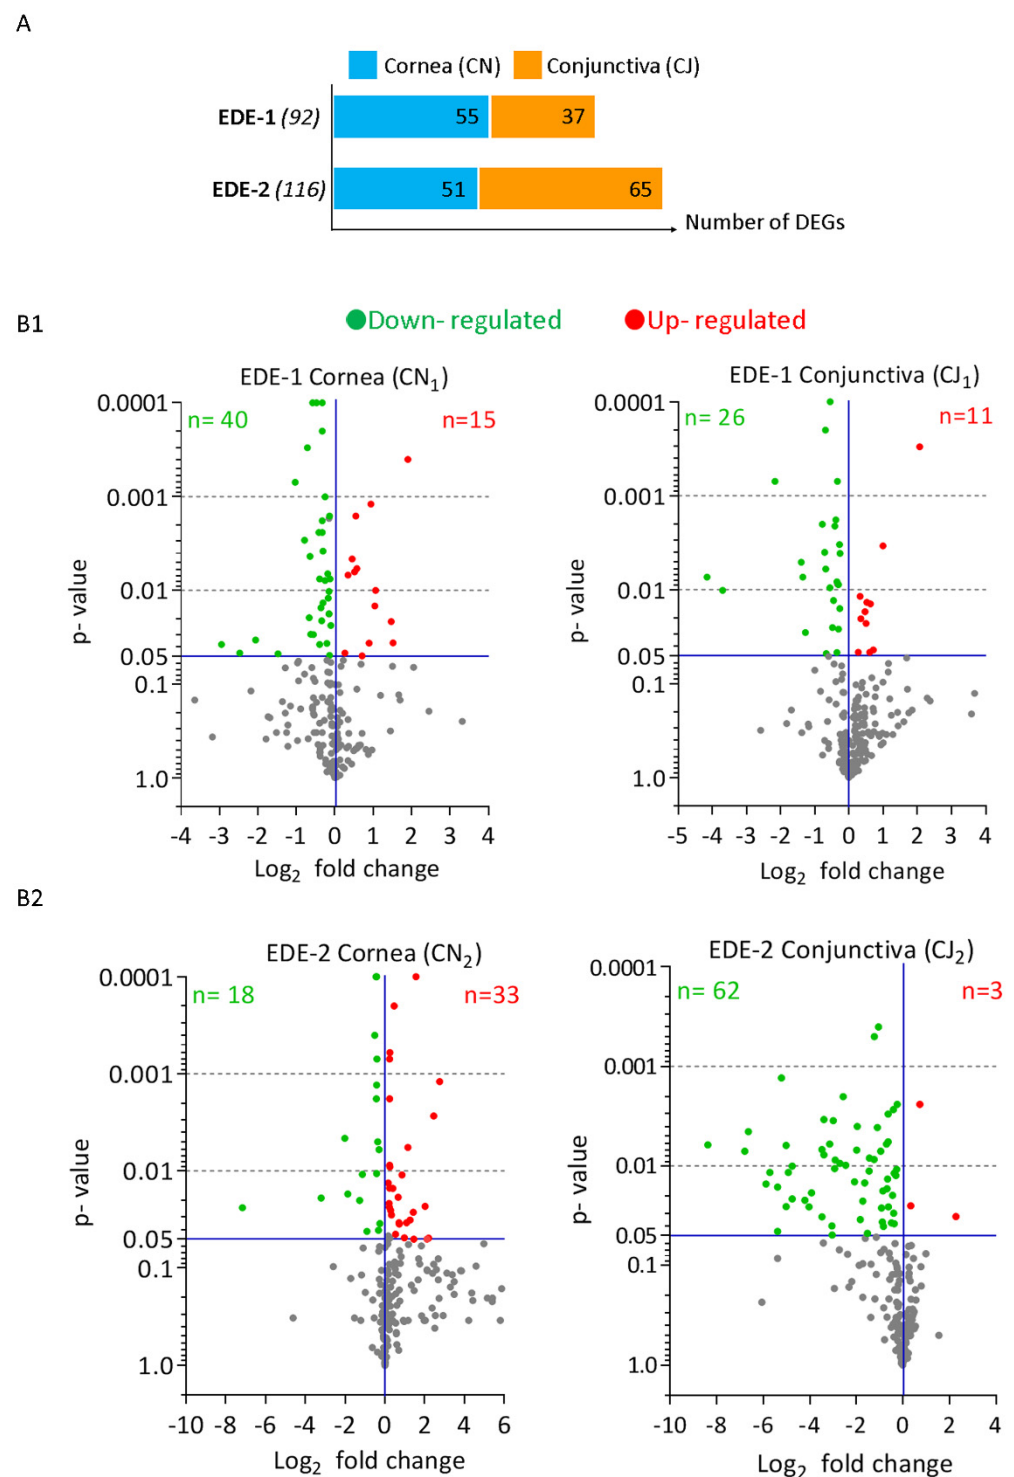 A
Cornea (CN) Conjunctiva (CJ)
EDE-1 (92) 55 37
EDE-2 (116) 51 65
Number of DEGs
B1
Down- regulated Up- regulated
EDE-1 Cornea (CN1)
n= 40 n=15
p- value
0.0001
0.001
0.01
0.05
0.1
1.0
-4 -3 -2 -1 0 1 2 3 4
Log2 fold change
EDE-1 Conjunctiva (CJ1)
n= 26 n=11
p- value
0.0001
0.001
0.01
0.05
0.1
1.0
-5 -4 -3 -2 -1 0 1 2 3 4
Log2 fold change
B2
EDE-2 Cornea (CN2)
n= 18 n=33
p- value
0.0001
0.001
0.01
0.05
0.1
1.0
-10 -8 -6 -4 -2 0 2 4 6
Log2 fold change
EDE-2 Conjunctiva (CJ2)
n= 62 n=3
p- value
0.0001
0.001
0.01
0.05
0.1
1.0
-10 -8 -6 -4 -2 0 2 4
Log2 fold change